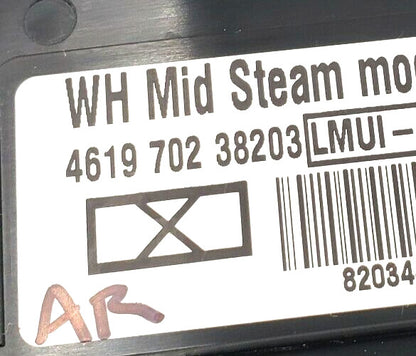 WH Mid Steam mo
4619 702 38203 LMUI-
82034
AR